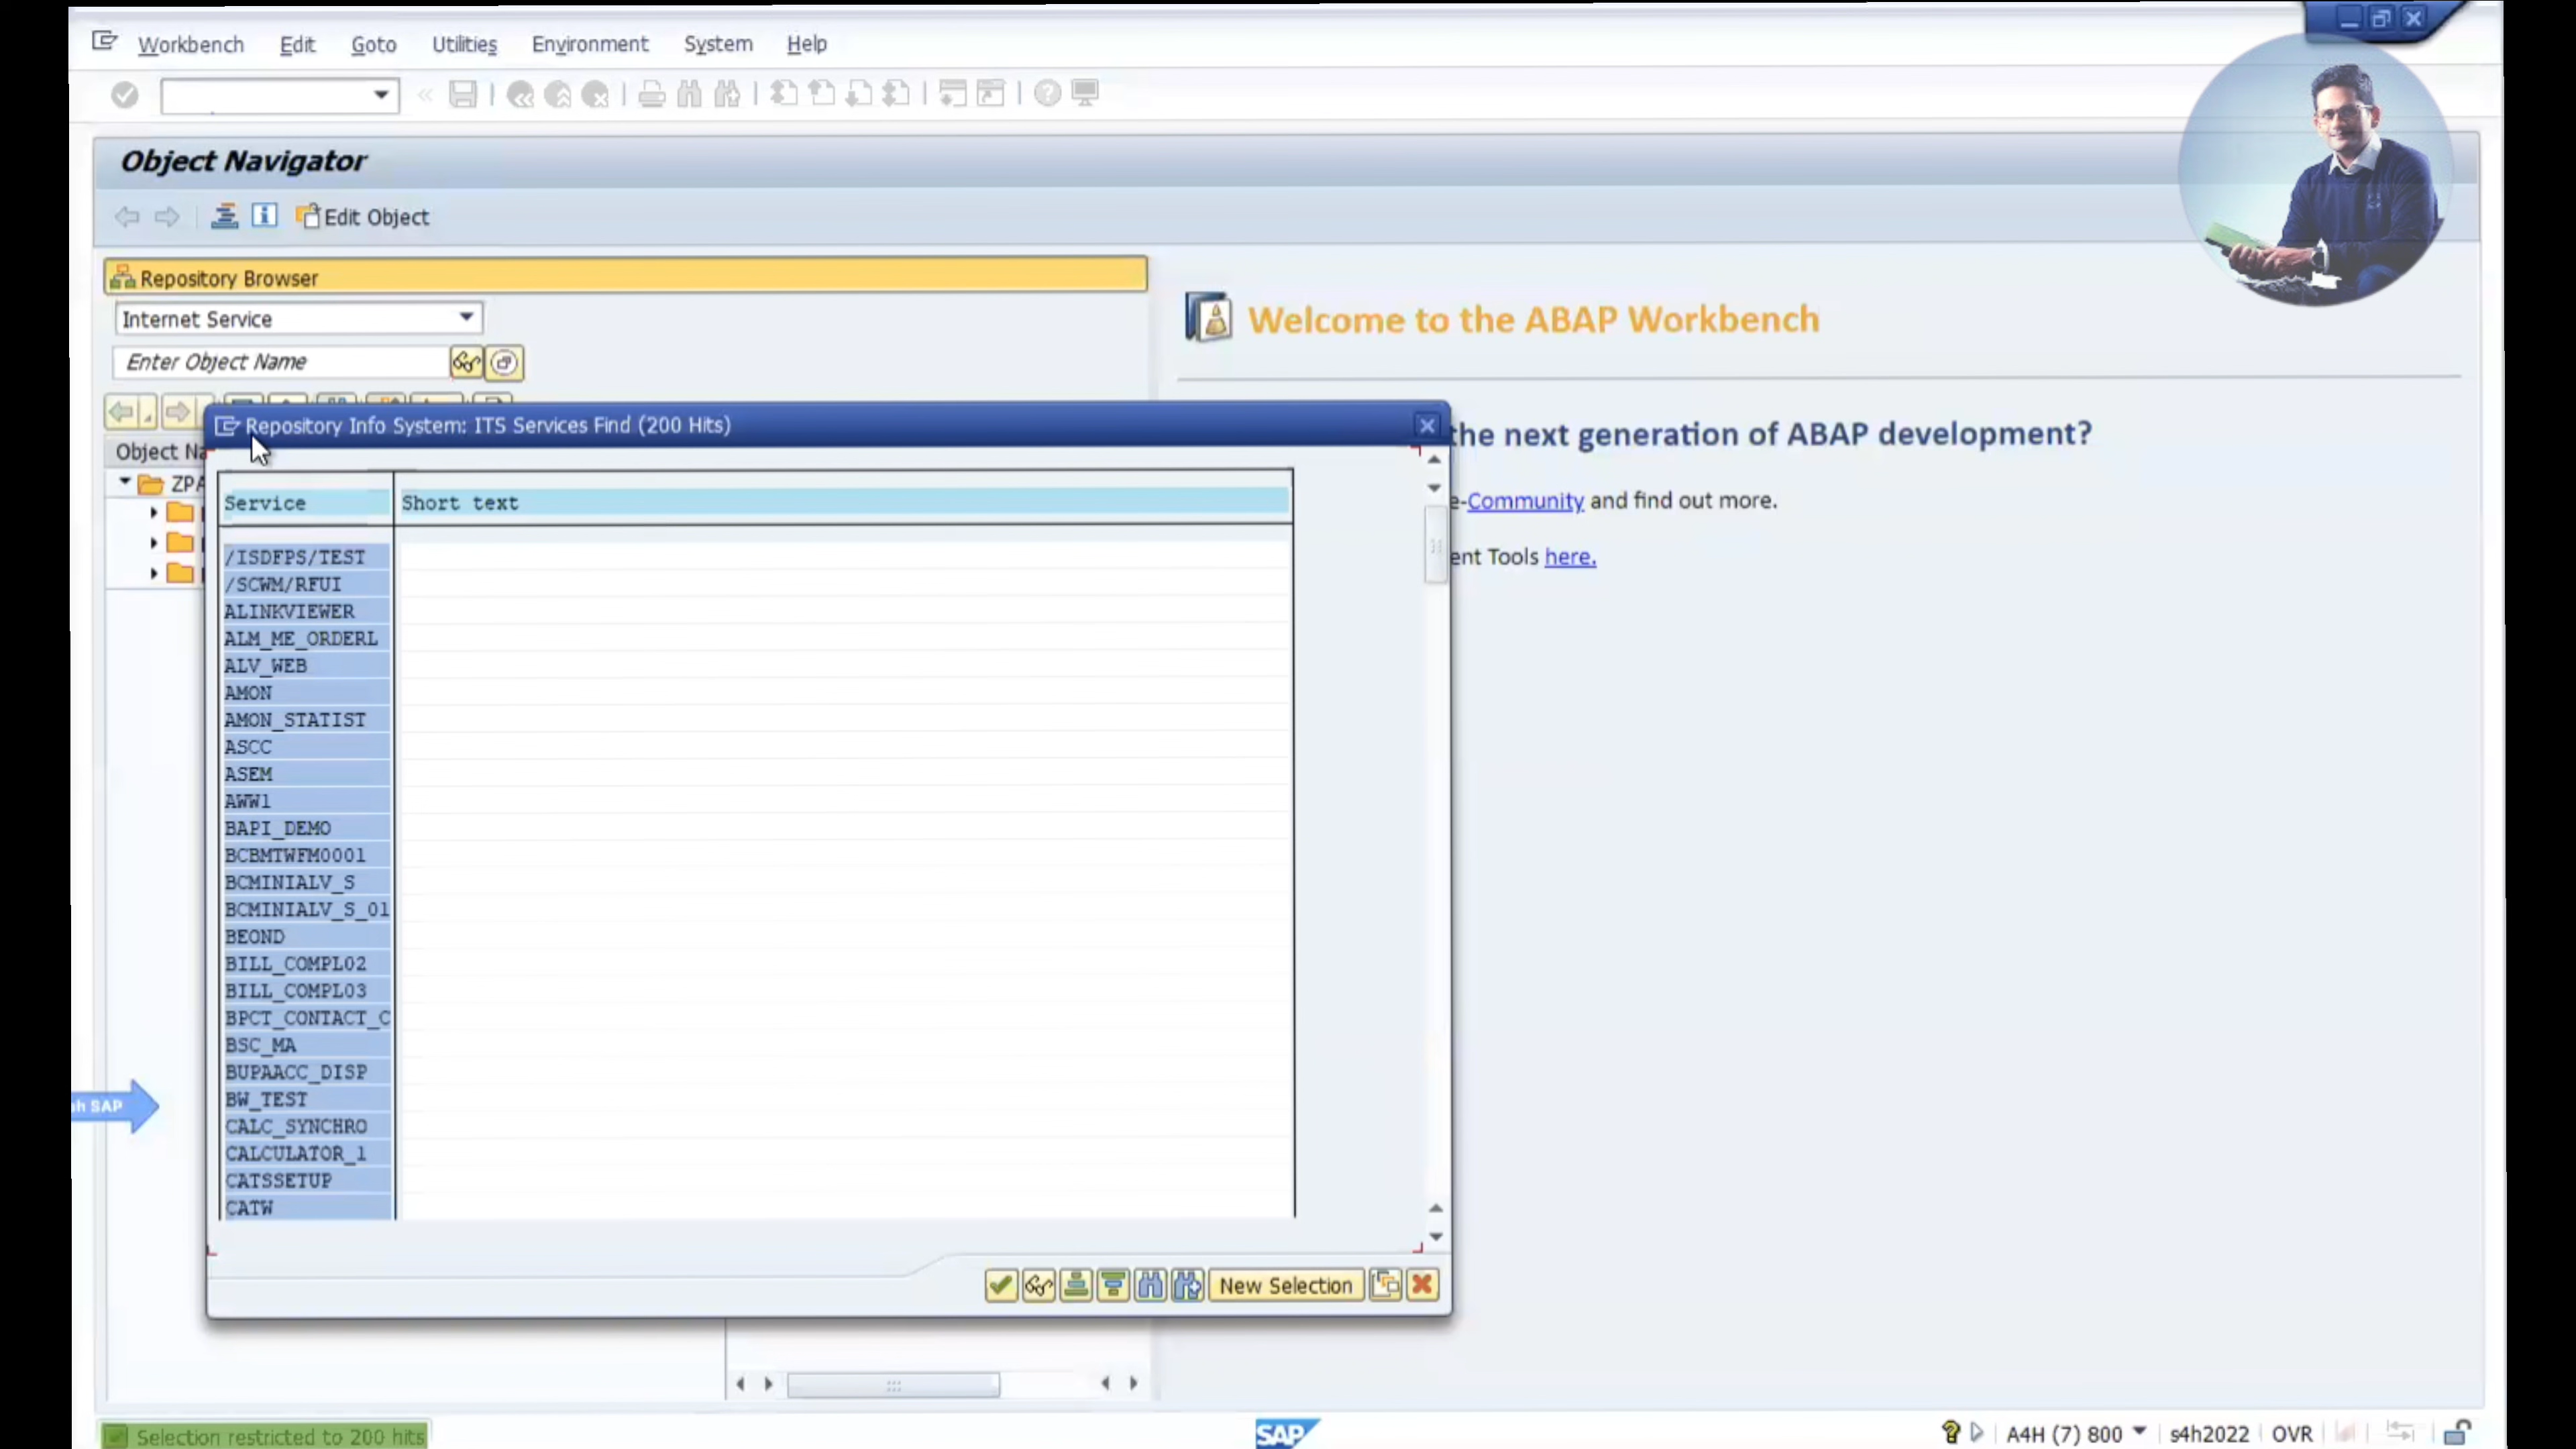 Workbench Edit Goto Utilities Environment System Help
Object Navigator
Edit Object
Repository Browser
Internet Service
Enter Object Name
Welcome to the ABAP Workbench
Repository Info System: ITS Services Find (200 Hits)
the next generation of ABAP development?
Object Na
ZPA
Community and find out more.
ent Tools here.
Service Short text
/ISDFPS/TEST
/SCWM/RFUI
ALINKVIEWER
ALM_ME_ORDERL
ALV_WEB
AMON
AMON_STATIST
ASCC
ASEM
AWW1
BAPI_DEMO
BCBMTWFM0001
BCMINIALV_S
BCMINIALV_S_01
BEOND
BILL_COMPL02
BILL_COMPL03
BPCT_CONTACT_C
BSC_MA
BUPAACC_DISP
BW_TEST
CALC_SYNCHRO
CALCULATOR_1
CATSSETUP
CATW
h SAP
New Selection
Selection restricted to 200 hits
SAP
A4H (7) 800 s4h2022 OVR